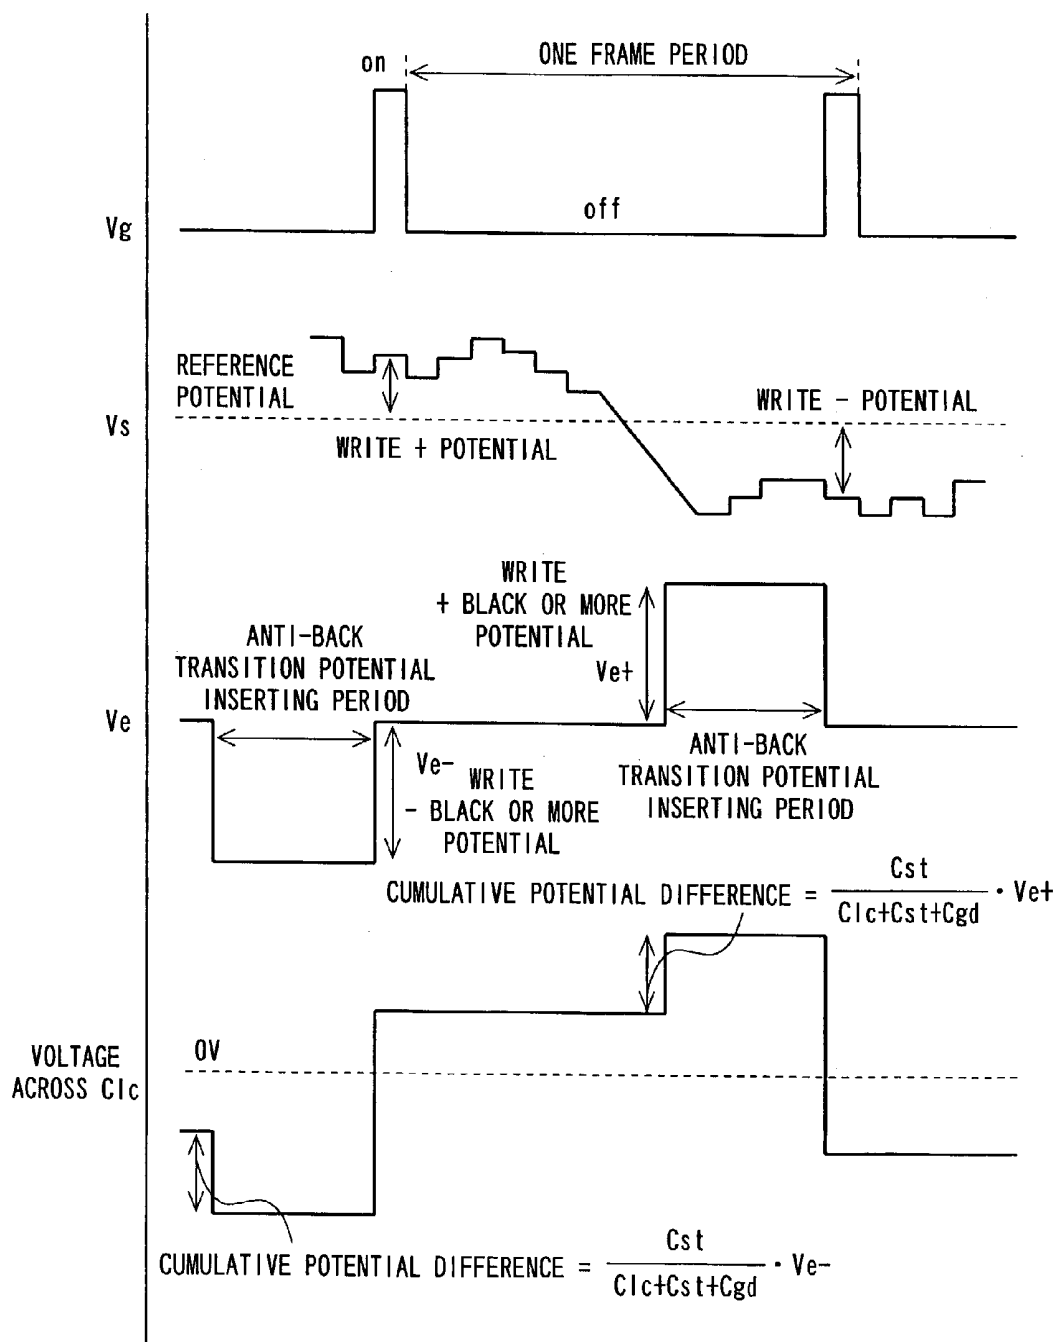 on
ONE FRAME PERIOD
off
Vg
REFERENCE
POTENTIAL
Vs
WRITE + POTENTIAL
WRITE - POTENTIAL
WRITE
+ BLACK OR MORE
POTENTIAL
Ve+
ANTI-BACK
TRANSITION POTENTIAL
INSERTING PERIOD
Ve
Ve-
WRITE
- BLACK OR MORE
POTENTIAL
ANTI-BACK
TRANSITION POTENTIAL
INSERTING PERIOD
CUMULATIVE POTENTIAL DIFFERENCE = Cst / Clc+Cst+Cgd · Ve+
0V
VOLTAGE
ACROSS Clc
CUMULATIVE POTENTIAL DIFFERENCE = Cst / Clc+Cst+Cgd · Ve-